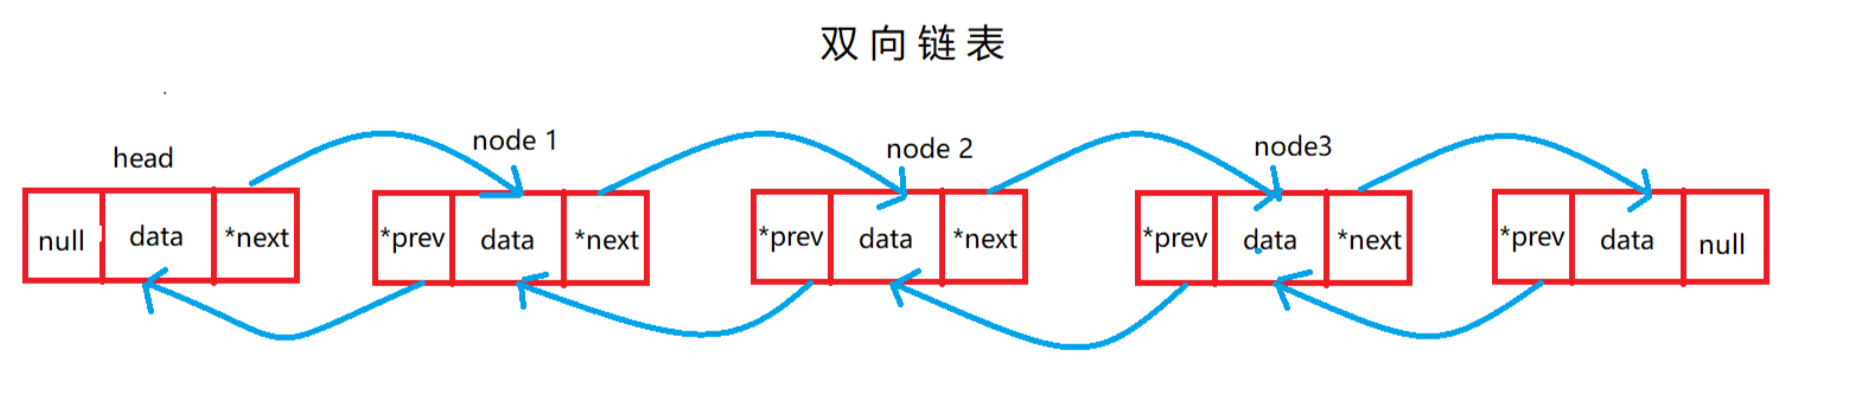 双向链表
head
node 1
node 2
node3
null data *next
*prev data *next
*prev data *next
*prev data *next
*prev data null